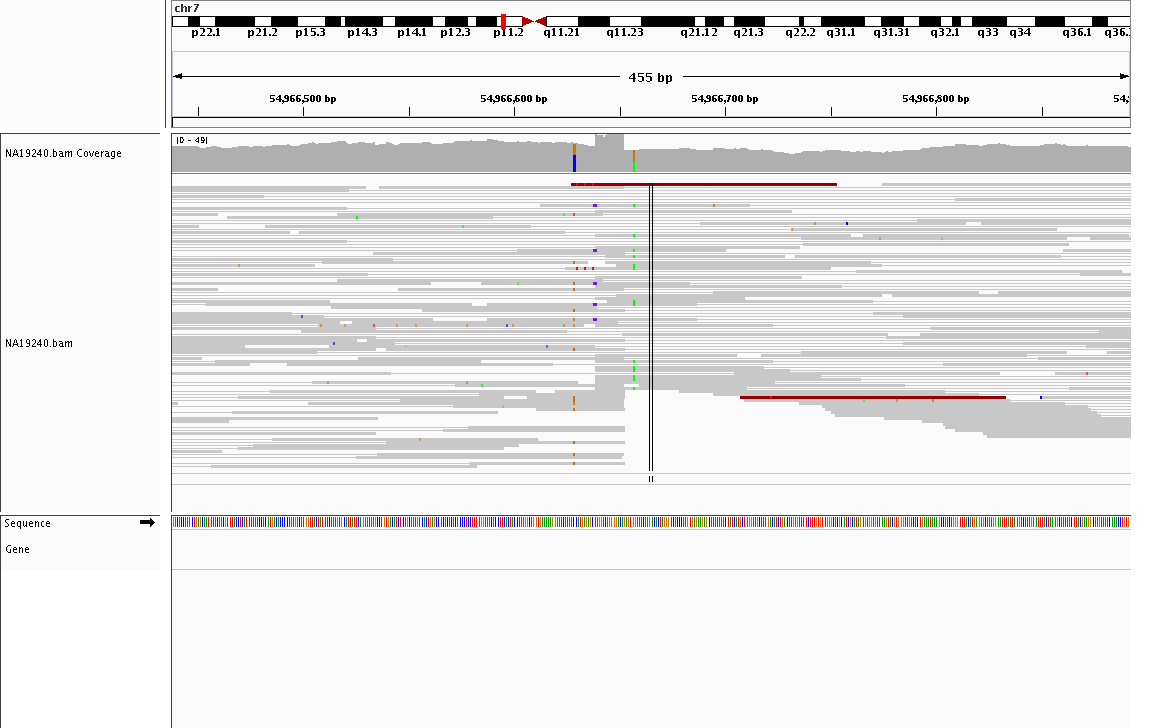 chr7
p22.1 p21.2 p15.3 p14.3 p14.1 p12.3 p11.2 q11.21 q11.23 q21.12 q21.3 q22.2 q31.1 q31.31 q32.1 q33 q34 q36.1 q36.
455 bp
54,966,500 bp 54,966,600 bp 54,966,700 bp 54,966,800 bp 54,
[0 - 49]
NA19240.bam Coverage
NA19240.bam
Sequence
Gene